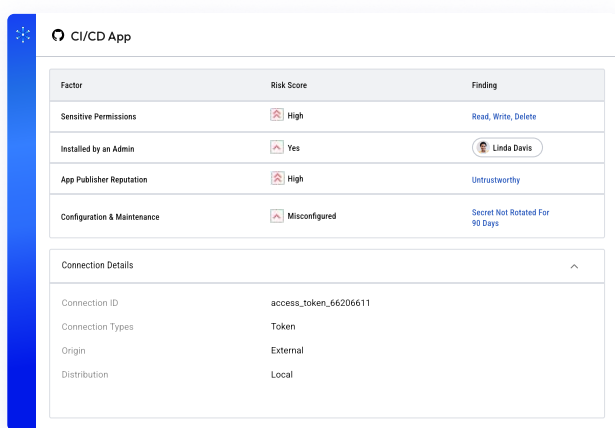 CI/CD App
Factor Risk Score Finding
Sensitive Permissions High Read, Write, Delete
Installed by an Admin Yes Linda Davis
App Publisher Reputation High Untrustworthy
Configuration & Maintenance Misconfigured Secret Not Rotated For
90 Days
Connection Details
Connection ID access_token_66206611
Connection Types Token
Origin External
Distribution Local